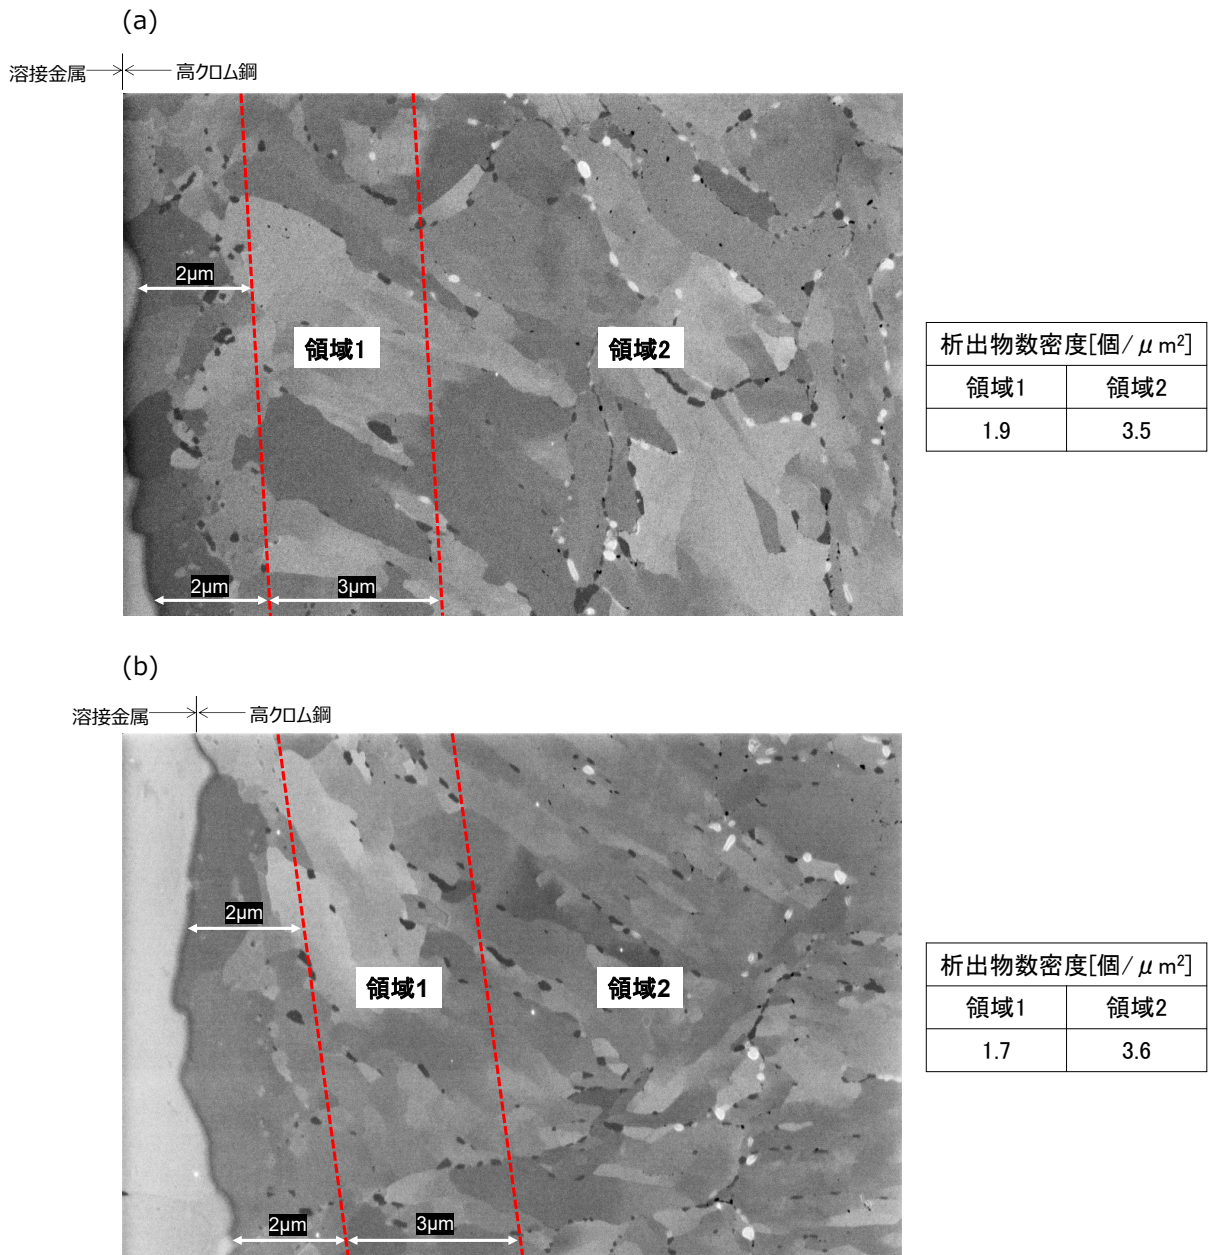 (a)
溶接金属 高クロム鋼
2μm
領域1 領域2
2μm 3μm
析出物数密度[個/μm²]
領域1 領域2
1.9 3.5
(b)
溶接金属 高クロム鋼
2μm
領域1 領域2
2μm 3μm
析出物数密度[個/μm²]
領域1 領域2
1.7 3.6